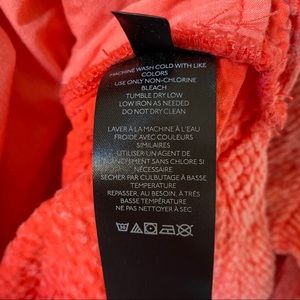 MACHINE WASH COLD WITH LIKE
COLORS
USE ONLY NON-CHLORINE
BLEACH
TUMBLE DRY LOW
LOW IRON AS NEEDED
DO NOT DRY CLEAN
LAVER À LA MACHINE À L'EAU
FROIDE AVEC COULEURS
SIMILAIRES
UTILISER UN AGENT DE
BLANCHIMENT SANS CHLORE SI
NÉCESSAIRE
SÉCHER PAR CULBUTAGE À BASSE
TEMPÉRATURE
REPASSER, AU BESOIN, À TRÈS
BASSE TEMPÉRATURE
NE PAS NETTOYER À SEC